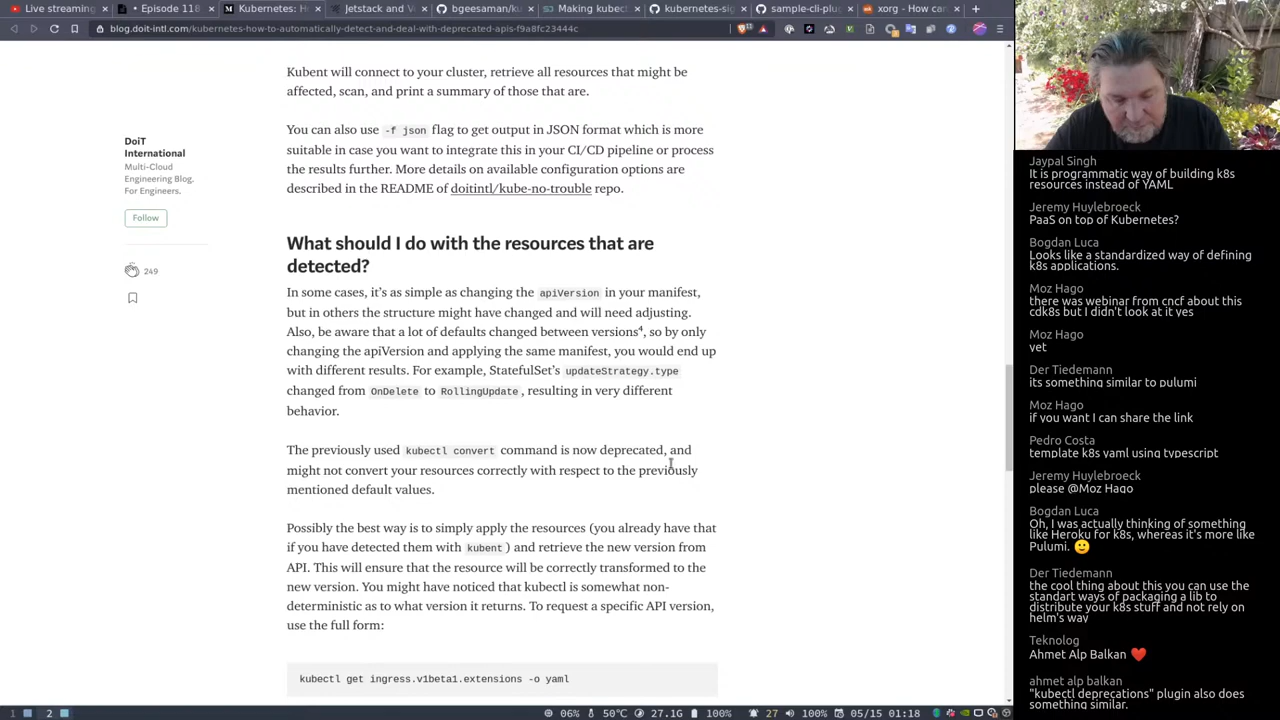 Live streami
• Episode 118
Kubernetes: H
Jetstack and V
bgeesaman/ku
Making kubec
kubernetes-sig
sample-cli-plug
xorg - How can
blog.doit-intl.com/kubernetes-how-to-automatically-detect-and-deal-with-deprecated-apis-f9a8fc23444c
Kubent will connect to your cluster, retrieve all resources that might be
affected, scan, and print a summary of those that are.
You can also use -f json flag to get output in JSON format which is more
suitable in case you want to integrate this in your CI/CD pipeline or process
the results further. More details on available configuration options are
described in the README of doitintl/kube-no-trouble repo.
DoiT
International
Multi-Cloud
Engineering Blog.
For Engineers.
Follow
249
What should I do with the resources that are
detected?
In some cases, it's as simple as changing the apiVersion in your manifest,
but in others the structure might have changed and will need adjusting.
Also, be aware that a lot of defaults changed between versions⁴, so by only
changing the apiVersion and applying the same manifest, you would end up
with different results. For example, StatefulSet's updateStrategy.type
changed from OnDelete to RollingUpdate, resulting in very different
behavior.
The previously used kubectl convert command is now deprecated, and
might not convert your resources correctly with respect to the previously
mentioned default values.
Possibly the best way is to simply apply the resources (you already have that
if you have detected them with kubent) and retrieve the new version from
API. This will ensure that the resource will be correctly transformed to the
new version. You might have noticed that kubectl is somewhat non-
deterministic as to what version it returns. To request a specific API version,
use the full form:
kubectl get ingress.v1beta1.extensions -o yaml
Jaypal Singh
It is programmatic way of building k8s
resources instead of YAML
Jeremy Huylebroeck
PaaS on top of Kubernetes?
Bogdan Luca
Looks like a standardized way of defining
k8s applications.
Moz Hago
there was webinar from cncf about this
cdk8s but I didn't look at it yes
Moz Hago
yet
Der Tiedemann
its something similar to pulumi
Moz Hago
if you want I can share the link
Pedro Costa
template k8s yaml using typescript
Jeremy Huylebroeck
please @Moz Hago
Bogdan Luca
Oh, I was actually thinking of something
like Heroku for k8s, whereas it's more like
Pulumi. 🙂
Der Tiedemann
the cool thing about this you can use the
standart ways of packaging a lib to
distribute your k8s stuff and not rely on
helm's way
Teknolog
Ahmet Alp Balkan ❤️
ahmet alp balkan
"kubectl deprecations" plugin also does
something similar.
1 2 06% 50°C 27.1G 100% 27 100% 05/15 01:18